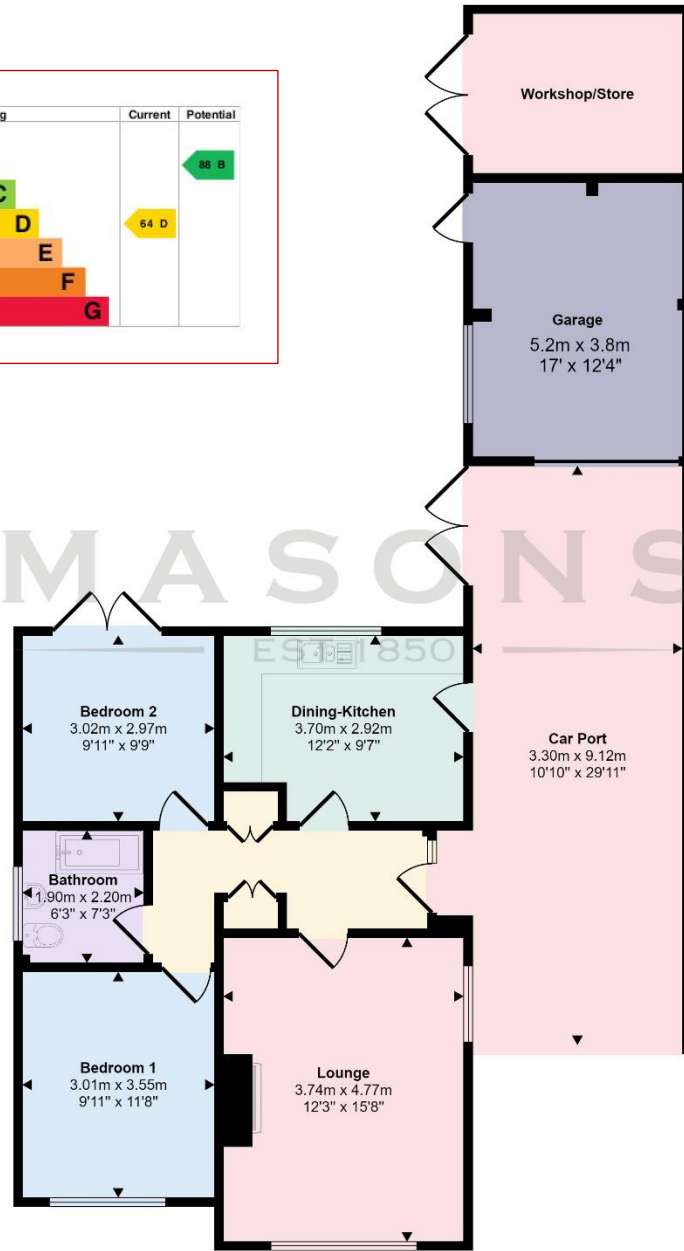 Current Potential
88 B
C
D
64 D
E
F
G
Workshop/Store
Garage
5.2m x 3.8m
17' x 12'4"
MASONS
EST 1850
Bedroom 2
3.02m x 2.97m
9'11" x 9'9"
Dining-Kitchen
3.70m x 2.92m
12'2" x 9'7"
Car Port
3.30m x 9.12m
10'10" x 29'11"
Bathroom
1.90m x 2.20m
6'3" x 7'3"
Bedroom 1
3.01m x 3.55m
9'11" x 11'8"
Lounge
3.74m x 4.77m
12'3" x 15'8"